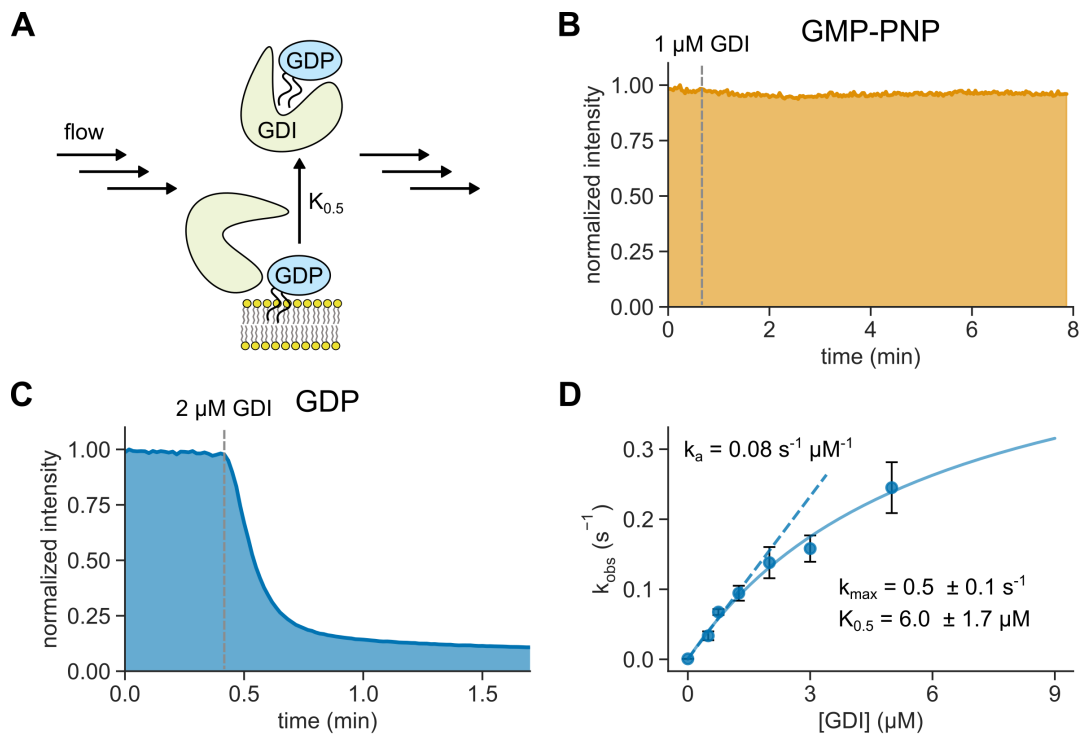 A
GDP
GDI
flow
K0.5
GDP
B
GMP-PNP
1 μM GDI
normalized intensity
1.00
0.75
0.50
0.25
0.00
0
2
4
6
8
time (min)
C
2 μM GDI
GDP
normalized intensity
1.00
0.75
0.50
0.25
0.00
0.0
0.5
1.0
1.5
time (min)
D
ka = 0.08 s-1 μM-1
kobs (s−1)
0.3
0.2
0.1
0.0
kmax = 0.5 ± 0.1 s-1
K0.5 = 6.0 ± 1.7 μM
0
3
6
9
[GDI] (μM)